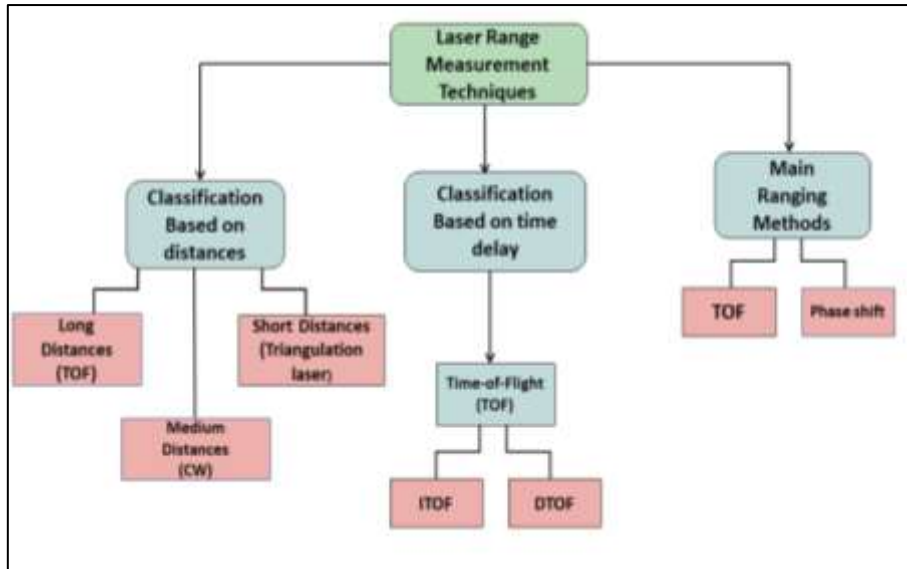 Laser Range
Measurement
Techniques
Classification
Based on
distances
Classification
Based on time
delay
Main
Ranging
Methods
Long
Distances
(TOF)
Short Distances
(Triangulation
laser)
Medium
Distances
(CW)
Time-of-Flight
(TOF)
ITOF
DTOF
TOF
Phase shift